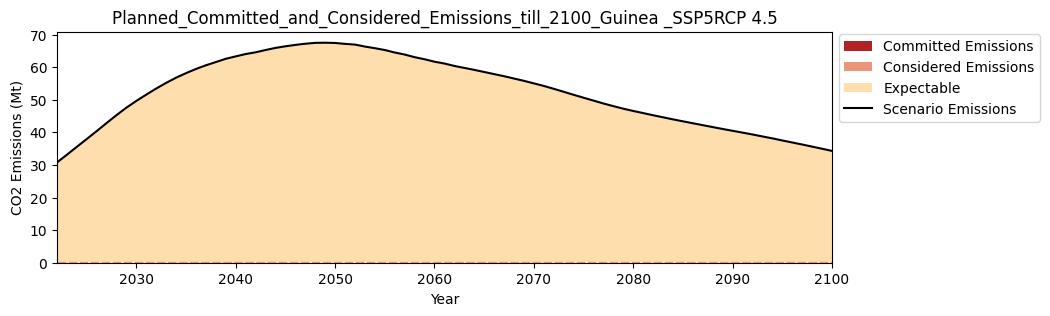 Planned_Committed_and_Considered_Emissions_till_2100_Guinea _SSP5RCP 4.5
CO2 Emissions (Mt)
70
60
50
40
30
20
10
0
2030 2040 2050 2060 2070 2080 2090 2100
Year
Committed Emissions
Considered Emissions
Expectable
Scenario Emissions